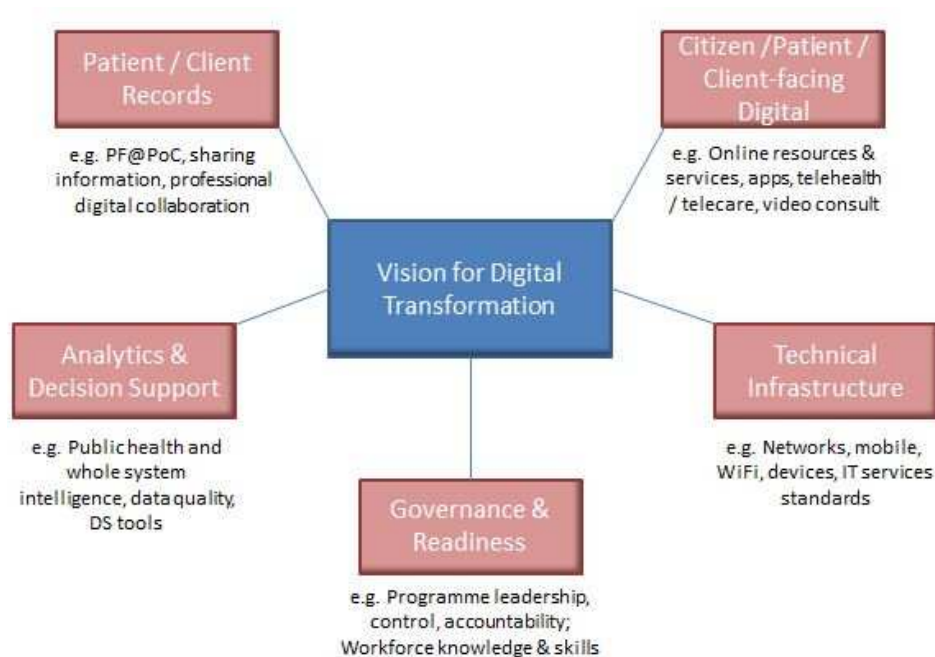 Patient / Client
Records
e.g. PF@PoC, sharing
information, professional
digital collaboration
Citizen /Patient /
Client-facing
Digital
e.g. Online resources &
services, apps, telehealth
/ telecare, video consult
Vision for Digital
Transformation
Analytics &
Decision Support
e.g. Public health and
whole system
intelligence, data quality,
DS tools
Technical
Infrastructure
e.g. Networks, mobile,
WiFi, devices, IT services
standards
Governance &
Readiness
e.g. Programme leadership,
control, accountability;
Workforce knowledge & skills